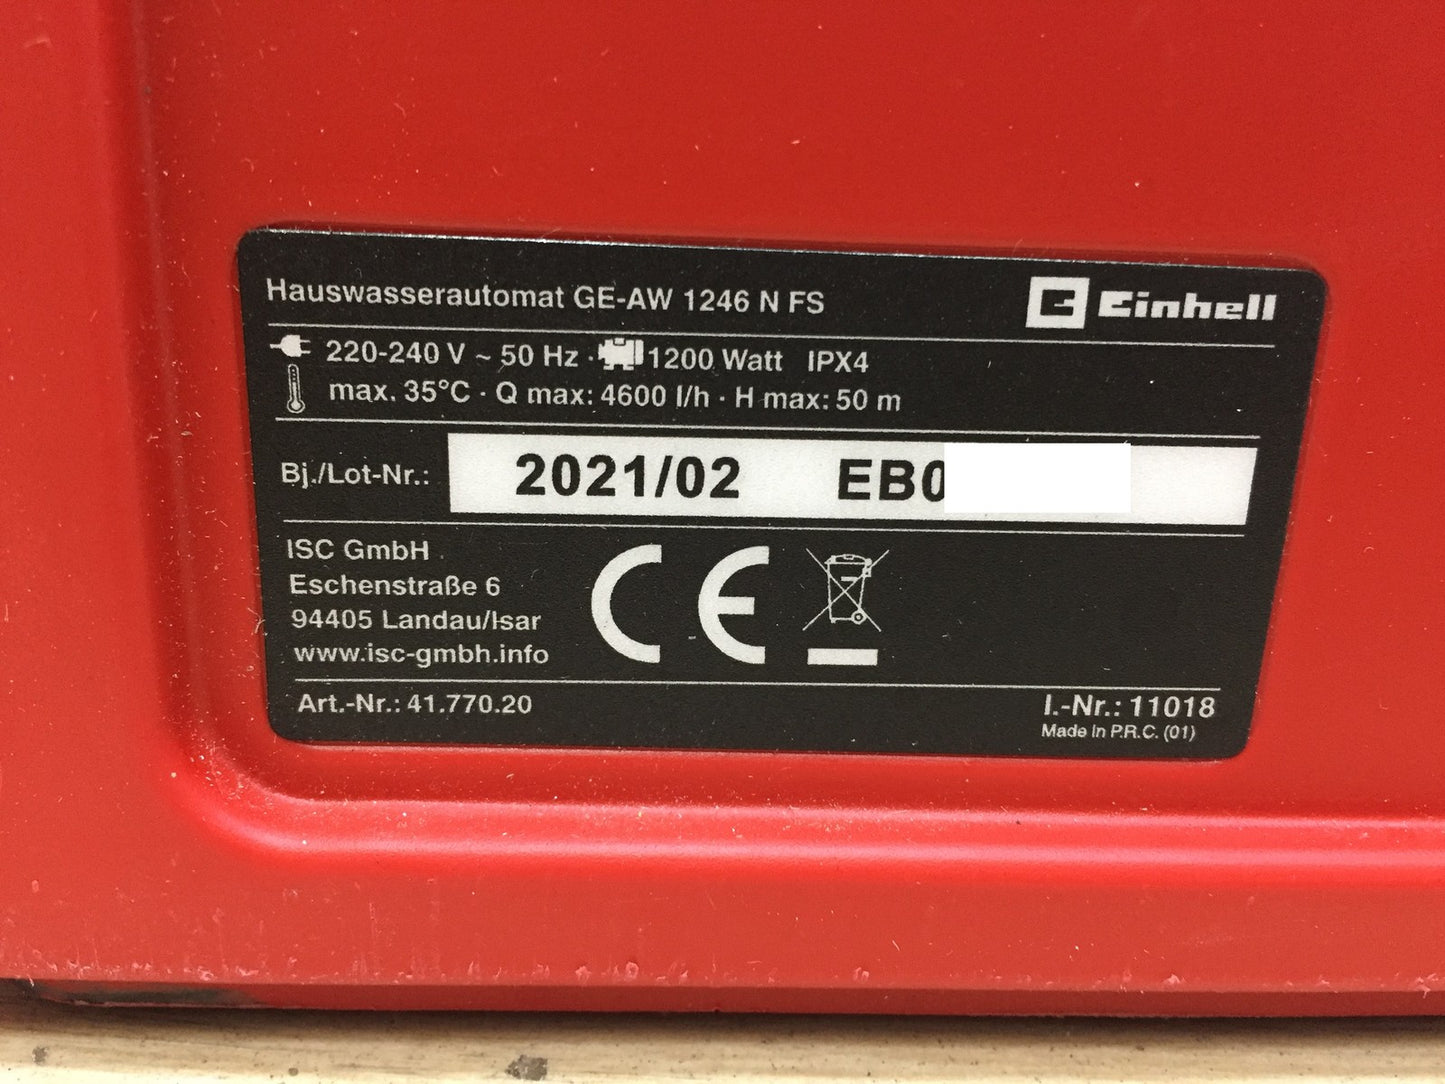 Hauswasserautomat GE-AW 1246 N FS
Einhell
220-240 V ~ 50 Hz · 1200 Watt IPX4
max. 35°C · Q max: 4600 l/h · H max: 50 m
Bj./Lot-Nr.: 2021/02 EB0
ISC GmbH
Eschenstraße 6
94405 Landau/Isar
www.isc-gmbh.info
CE
Art.-Nr.: 41.770.20
I.-Nr.: 11018
Made in P.R.C. (01)